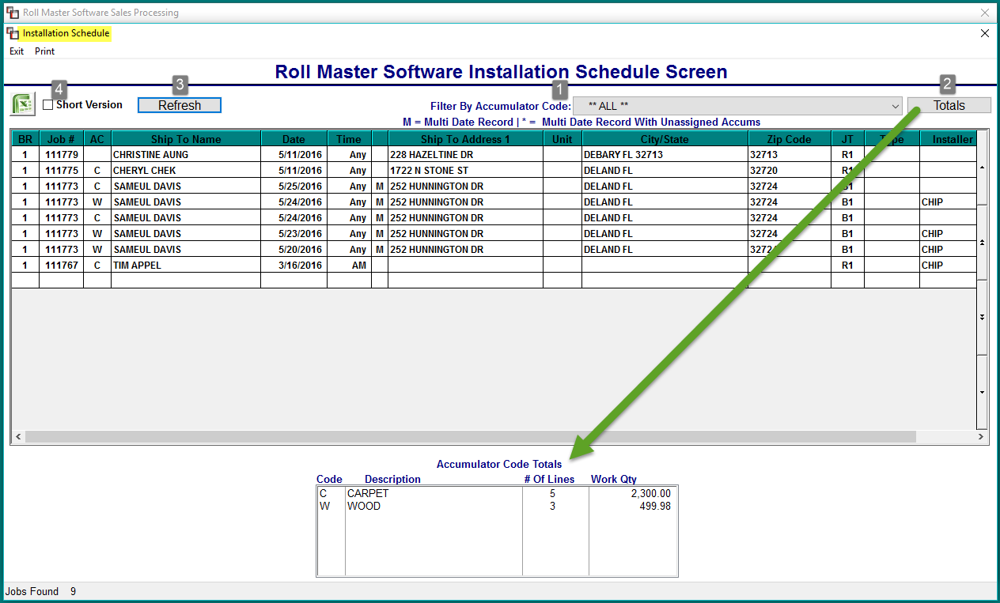 Roll Master Software Sales Processing
Installation Schedule
Exit Print
Roll Master Software Installation Schedule Screen
4 3 1 2
Short Version Refresh Filter By Accumulator Code: ** ALL ** Totals
M = Multi Date Record | * = Multi Date Record With Unassigned Accums
BR Job # AC Ship To Name Date Time Ship To Address 1 Unit City/State Zip Code JT Type Installer
1 111779 CHRISTINE AUNG 5/11/2016 Any 228 HAZELTINE DR DEBARY FL 32713 32713 R1
1 111775 C CHERYL CHEK 5/11/2016 Any 1722 N STONE ST DELAND FL 32720 R1
1 111773 C SAMEUL DAVIS 5/25/2016 Any M 252 HUNNINGTON DR DELAND FL 32724 B1
1 111773 W SAMEUL DAVIS 5/24/2016 Any M 252 HUNNINGTON DR DELAND FL 32724 B1 CHIP
1 111773 C SAMEUL DAVIS 5/24/2016 Any M 252 HUNNINGTON DR DELAND FL 32724 B1
1 111773 W SAMEUL DAVIS 5/23/2016 Any M 252 HUNNINGTON DR DELAND FL 32724 B1 CHIP
1 111773 W SAMEUL DAVIS 5/20/2016 Any M 252 HUNNINGTON DR DELAND FL 32724 B1 CHIP
1 111767 C TIM APPEL 3/16/2016 AM R1 CHIP
Accumulator Code Totals
Code Description # Of Lines Work Qty
C CARPET 5 2,300.00
W WOOD 3 499.98
Jobs Found 9